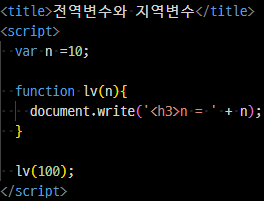 <title>전역변수와 지역변수</title>
<script>
var n =10;
function lv(n){
document.write('<h3>n = ' + n);
}
lv(100);
</script>